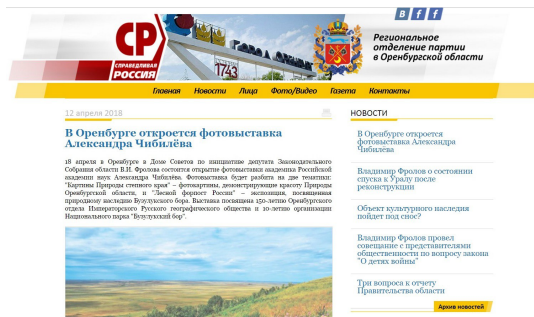 СР
СПРАВЕДЛИВАЯ
РОССИЯ
1743
Региональное
отделение партии
в Оренбургской области
Главная Новости Лица Фото/Видео Газета Контакты
12 апреля 2018
В Оренбурге откроется фотовыставка
Александра Чибилёва
18 апреля в Оренбурге в Доме Советов по инициативе депутата Законодательного
Собрания области В.И. Фролова состоится открытие фотовыставки академика Российской
академии наук Александра Чибилёва. Фотовыставка будет разбита на две тематики:
"Картины Природы степного края" – фотокартины, демонстрирующие красоту Природы
Оренбургской области, и "Лесной форпост России" – экспозиция, посвященная
природному наследию Бузулукского бора. Выставка посвящена 150-летию Оренбургского
отдела Императорского Русского географического общества и 10-летию организации
Национального парка "Бузулукский бор".
НОВОСТИ
В Оренбурге откроется
фотовыставка Александра
Чибилёва
Владимир Фролов о состоянии
спуска к Уралу после
реконструкции
Объект культурного наследия
пойдет под снос?
Владимир Фролов провел
совещание с представителями
общественности по вопросу закона
"О детях войны"
Три вопроса к отчету
Правительства области
Архив новостей